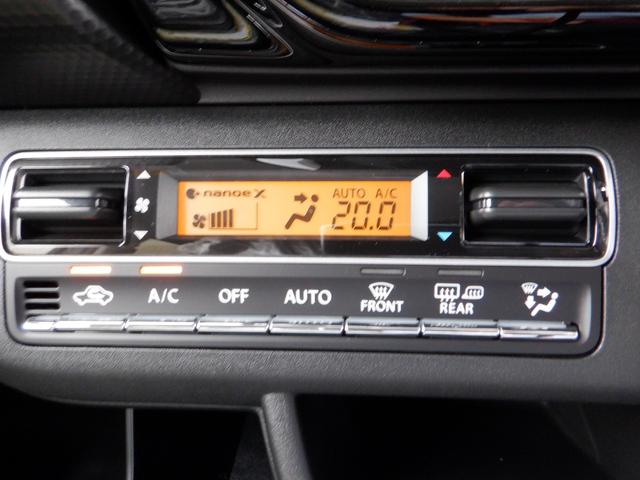 nanoe X
AUTO A/C
20.0
A/C OFF AUTO FRONT REAR